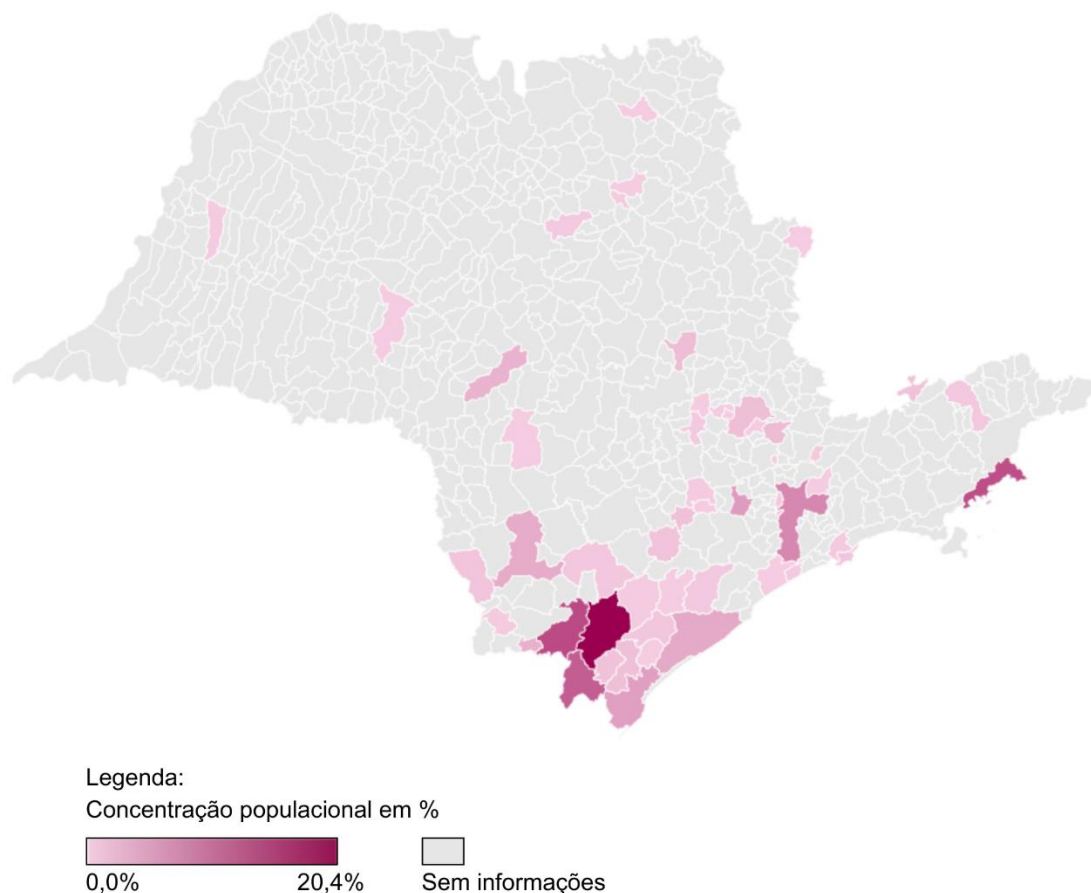 Legenda:
Concentração populacional em %
0,0% 20,4% Sem informações